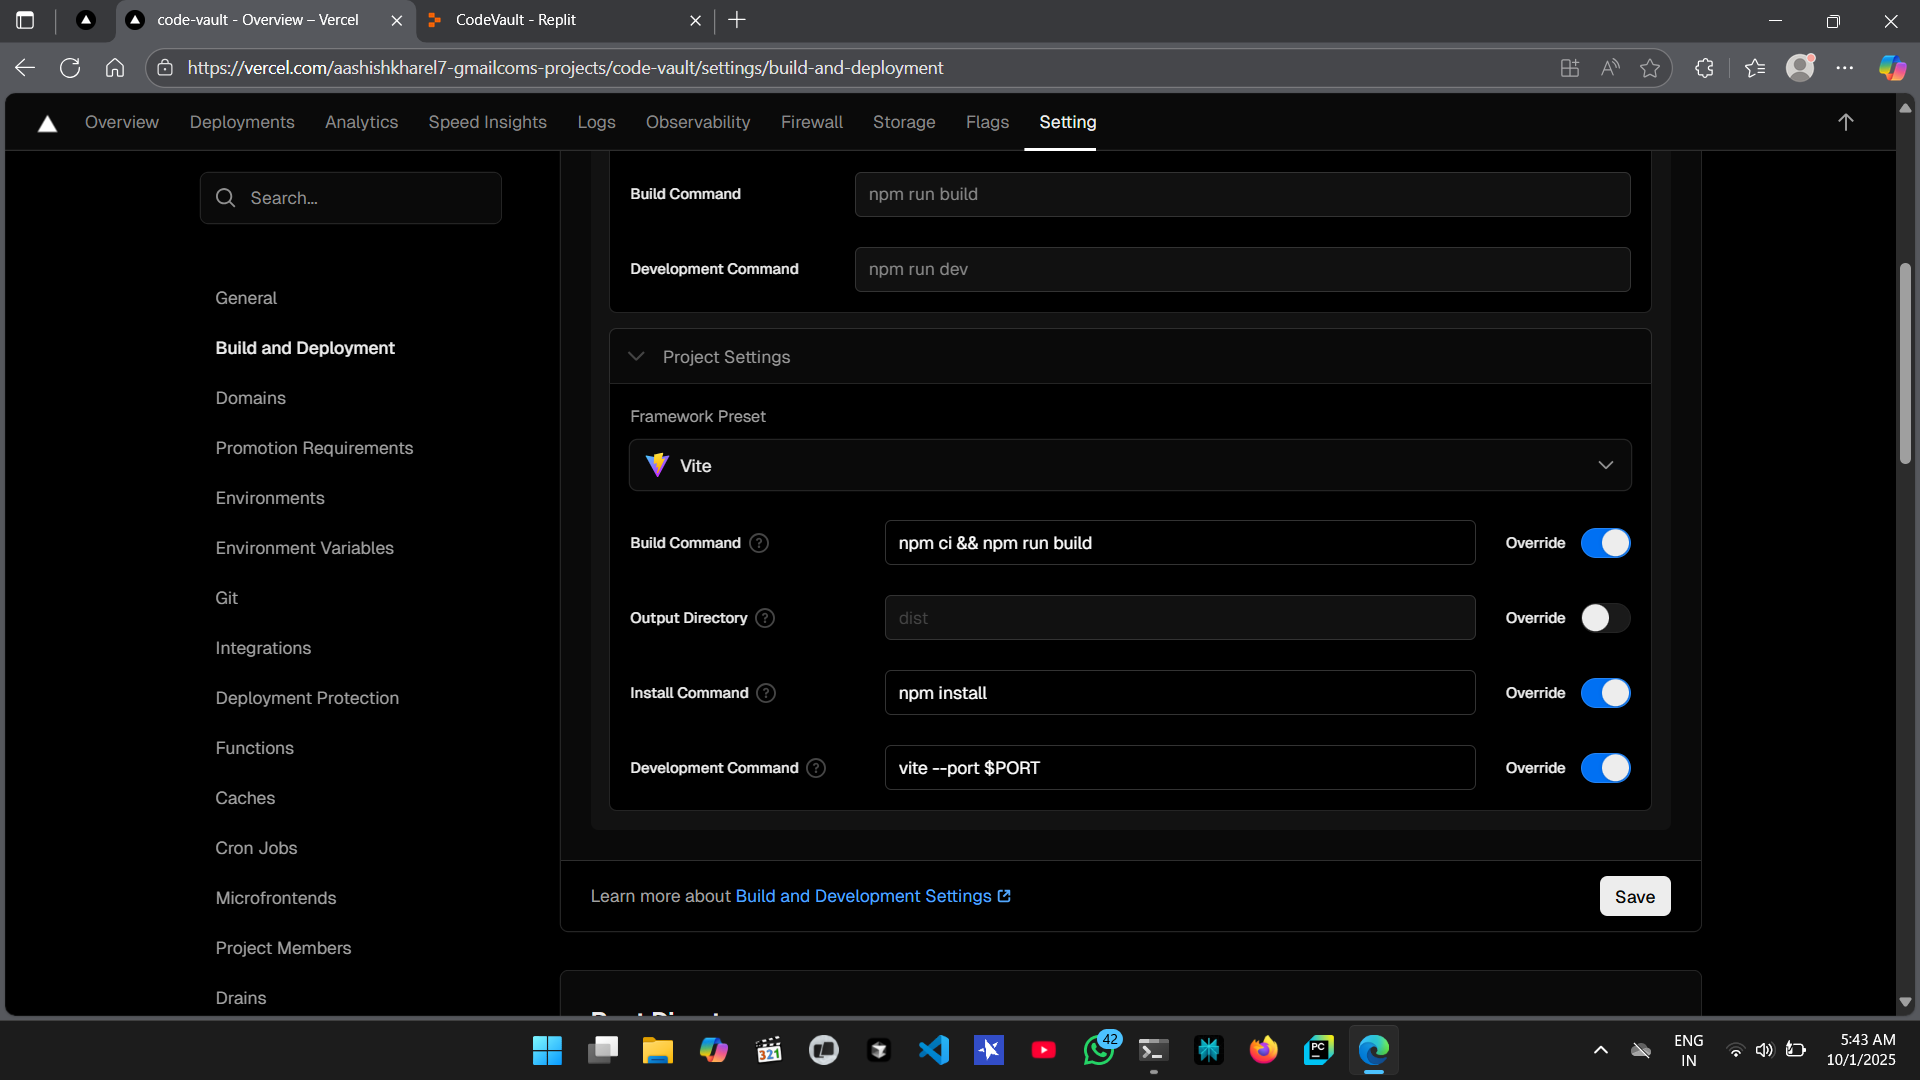 code-vault - Overview – Vercel
CodeVault - Replit
https://vercel.com/aashishkharel7-gmailcoms-projects/code-vault/settings/build-and-deployment
Overview
Deployments
Analytics
Speed Insights
Logs
Observability
Firewall
Storage
Flags
Setting
Search...
General
Build and Deployment
Domains
Promotion Requirements
Environments
Environment Variables
Git
Integrations
Deployment Protection
Functions
Caches
Cron Jobs
Microfrontends
Project Members
Drains
Build Command
npm run build
Development Command
npm run dev
Project Settings
Framework Preset
Vite
Build Command ?
npm ci && npm run build
Override
Output Directory ?
dist
Override
Install Command ?
npm install
Override
Development Command ?
vite --port $PORT
Override
Learn more about Build and Development Settings
Save
321
42
PC
ENG
IN
5:43 AM
10/1/2025